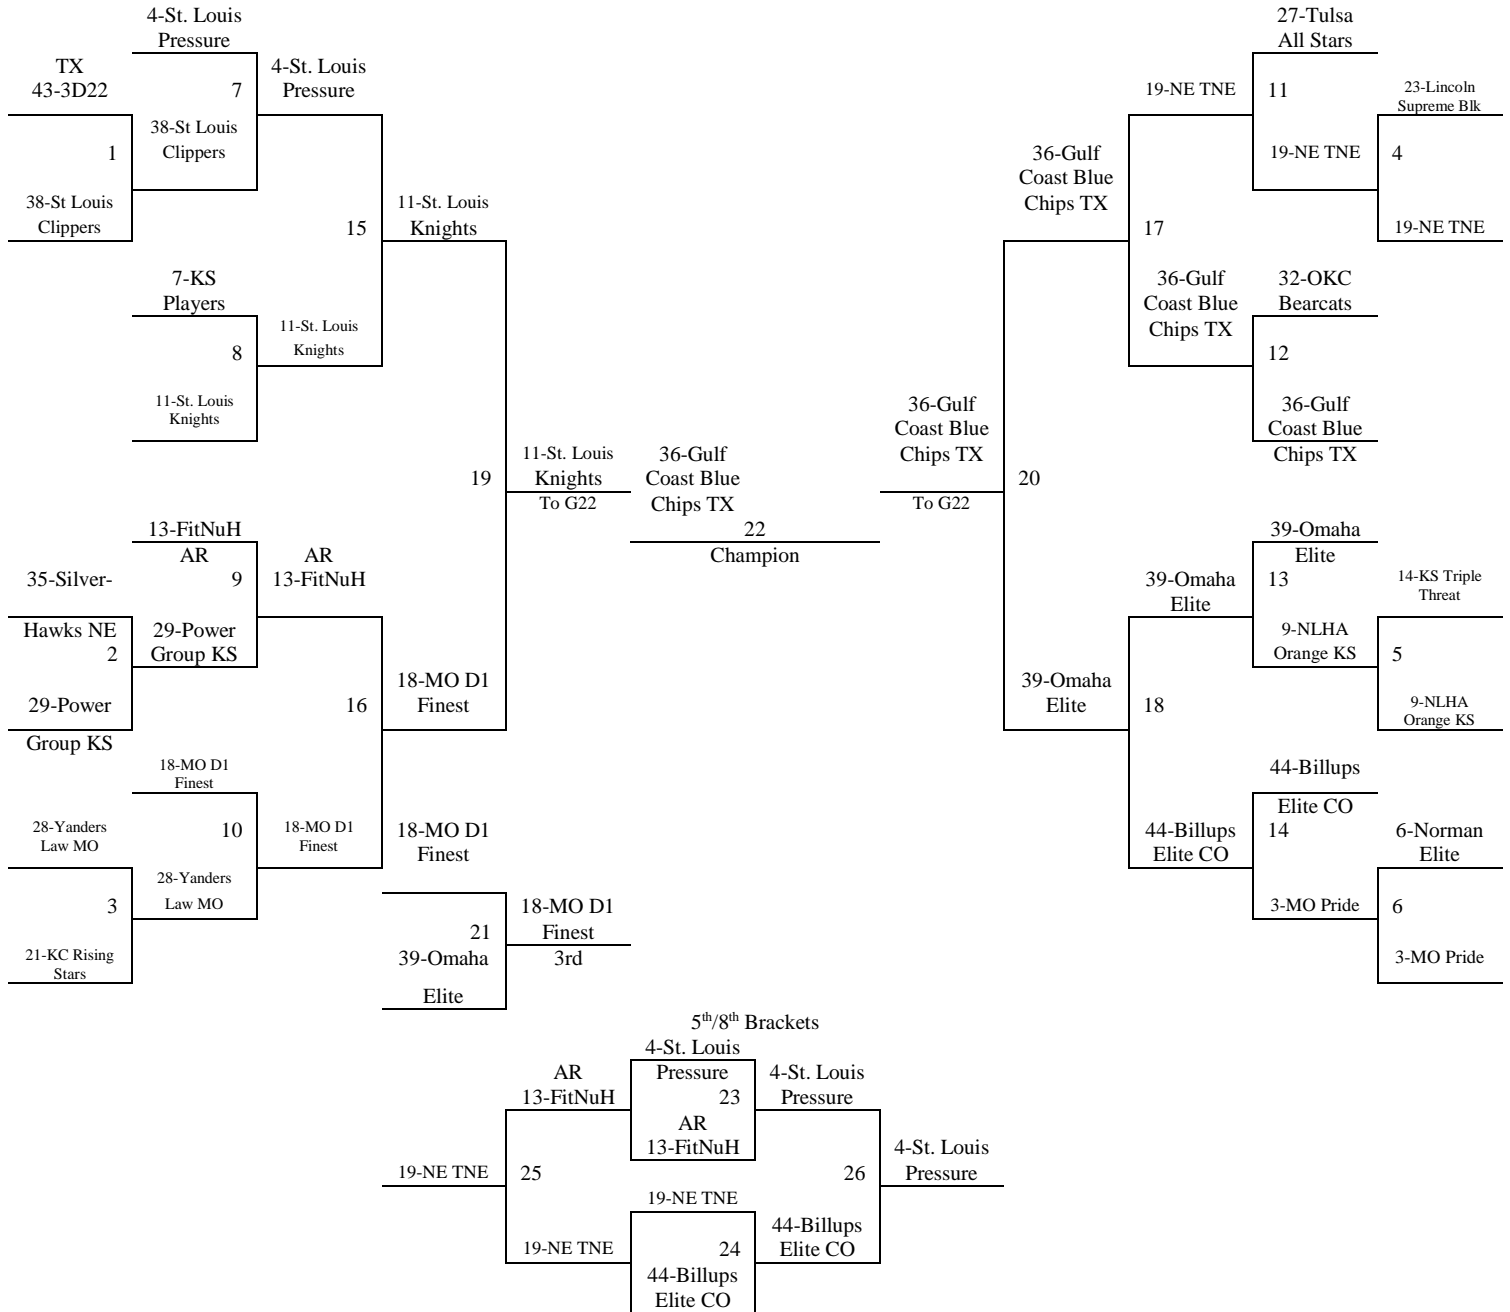 4-St. Louis
Pressure
TX
43-3D22
7
4-St. Louis
Pressure
38-St Louis
Clippers
1
38-St Louis
Clippers
15
11-St. Louis
Knights
7-KS
Players
8
11-St. Louis
Knights
11-St. Louis
Knights
19
11-St. Louis
Knights
To G22
13-FitNuH
AR
9
AR
13-FitNuH
35-Silver-
Hawks NE
2
29-Power
Group KS
29-Power
Group KS
16
18-MO D1
Finest
18-MO D1
Finest
28-Yanders
Law MO
10
18-MO D1
Finest
28-Yanders
Law MO
3
21-KC Rising
Stars
18-MO D1
Finest
21
39-Omaha
Elite
18-MO D1
Finest
3rd
36-Gulf
Coast Blue
Chips TX
22
Champion
27-Tulsa
All Stars
19-NE TNE
11
23-Lincoln
Supreme Blk
19-NE TNE
4
19-NE TNE
36-Gulf
Coast Blue
Chips TX
17
36-Gulf
Coast Blue
Chips TX
32-OKC
Bearcats
12
36-Gulf
Coast Blue
Chips TX
36-Gulf
Coast Blue
Chips TX
To G22
20
39-Omaha
Elite
39-Omaha
Elite
13
14-KS Triple
Threat
9-NLHA
Orange KS
5
9-NLHA
Orange KS
39-Omaha
Elite
18
44-Billups
Elite CO
44-Billups
Elite CO
14
6-Norman
Elite
3-MO Pride
6
3-MO Pride
5th/8th Brackets
4-St. Louis
Pressure
AR
13-FitNuH
23
AR
13-FitNuH
4-St. Louis
Pressure
19-NE TNE
25
26
4-St. Louis
Pressure
19-NE TNE
19-NE TNE
24
44-Billups
Elite CO
44-Billups
Elite CO